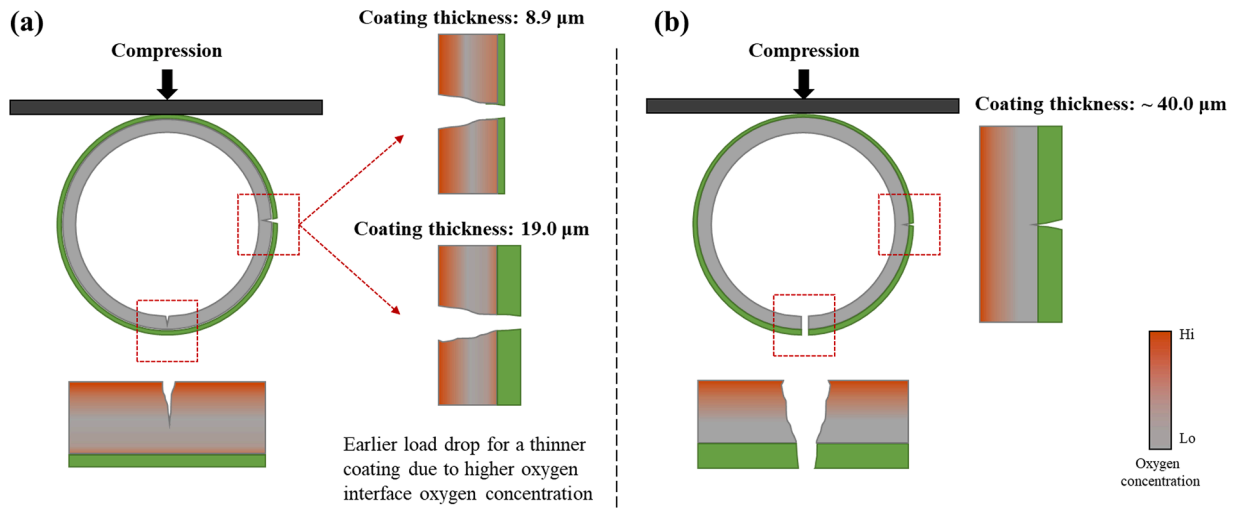 (a)
Compression
Coating thickness: 8.9 μm
Coating thickness: 19.0 μm
Earlier load drop for a thinner
coating due to higher oxygen
interface oxygen concentration
(b)
Compression
Coating thickness: ~ 40.0 μm
Hi
Lo
Oxygen
concentration